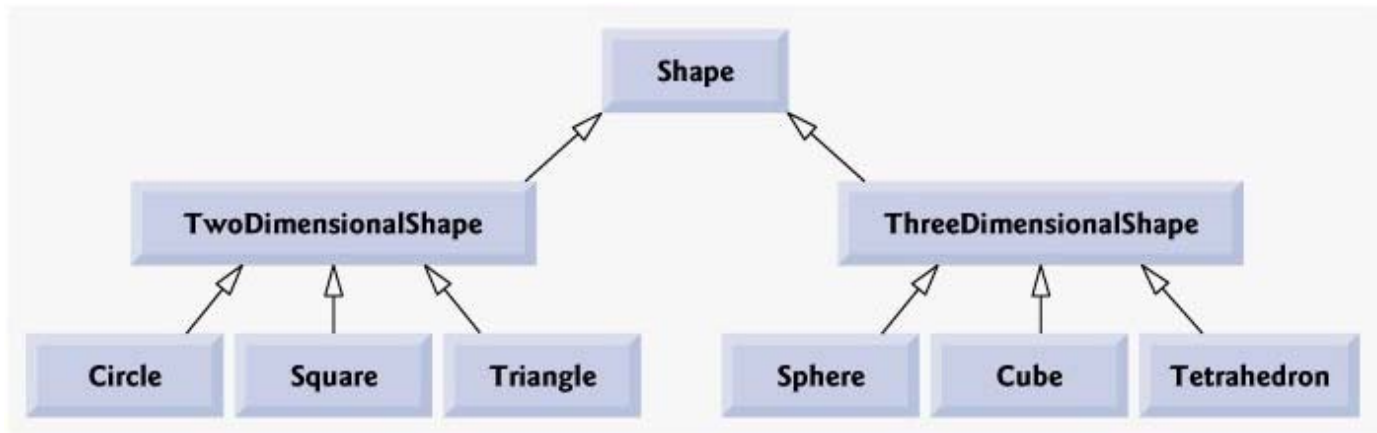 Shape
TwoDimensionalShape
ThreeDimensionalShape
Circle
Square
Triangle
Sphere
Cube
Tetrahedron